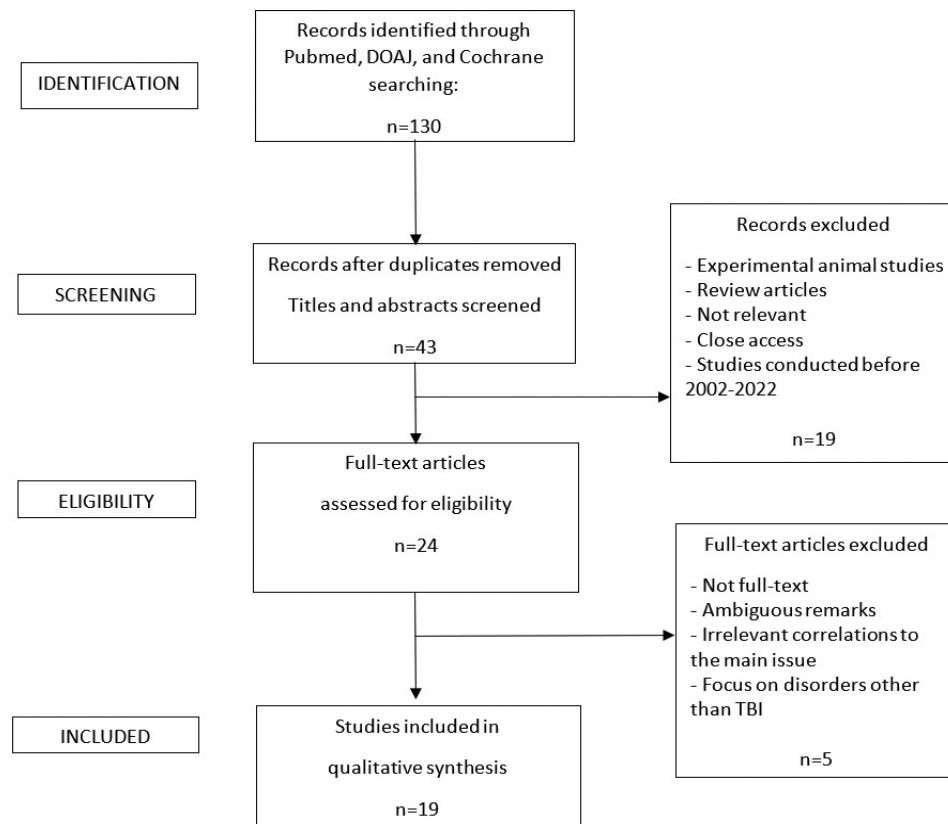 IDENTIFICATION
Records identified through
Pubmed, DOAJ, and Cochrane
searching:
n=130
SCREENING
Records after duplicates removed
Titles and abstracts screened
n=43
Records excluded
- Experimental animal studies
- Review articles
- Not relevant
- Close access
- Studies conducted before
2002-2022
n=19
ELIGIBILITY
Full-text articles
assessed for eligibility
n=24
Full-text articles excluded
- Not full-text
- Ambiguous remarks
- Irrelevant correlations to
the main issue
- Focus on disorders other
than TBI
n=5
INCLUDED
Studies included in
qualitative synthesis
n=19